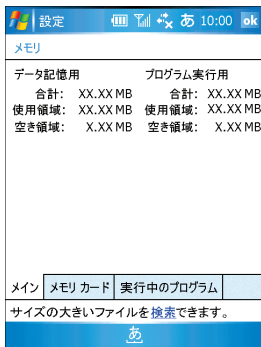 設定 あ 10:00 ok
メモリ
データ記憶用 プログラム実行用
合計: XX.XX MB 合計: XX.XX MB
使用領域: XX.XX MB 使用領域: XX.XX MB
空き領域: X.XX MB 空き領域: X.XX MB
メイン メモリ カード 実行中のプログラム
サイズの大きいファイルを検索できます。
あ